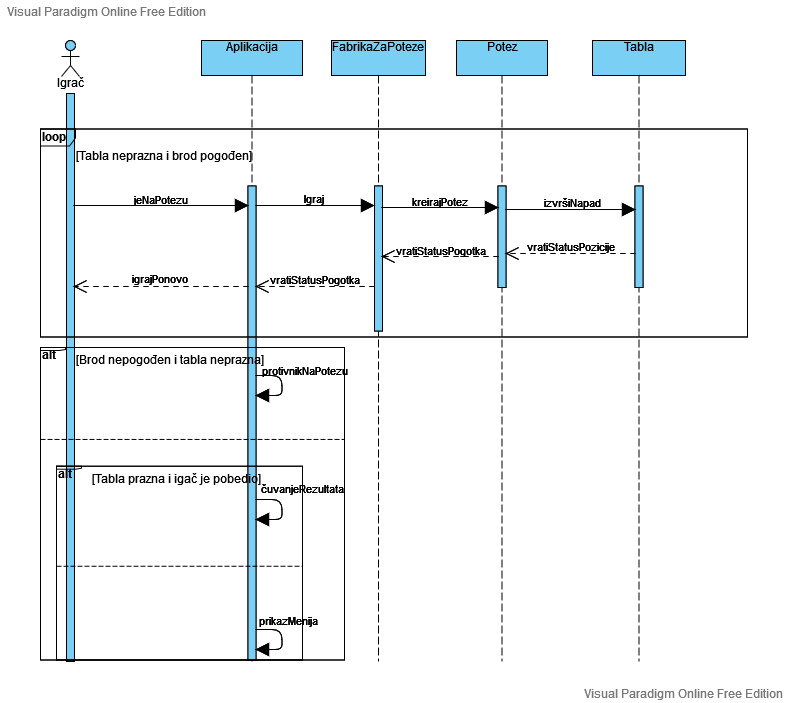 Visual Paradigm Online Free Edition
Igrač
Aplikacija
FabrikaZaPoteze
Potez
Tabla
loop
[Tabla neprazna i brod pogođen]
jeNaPotezu
Igraj
kreirajPotez
izvršiNapad
vratiStatusPozicije
vratiStatusPogotka
vratiStatusPogotka
igrajPonovo
alt
[Brod nepogođen i tabla neprazna]
protivnikNaPotezu
alt
[Tabla prazna i igač je pobedio]
čuvanjeRezultata
prikazMenija
Visual Paradigm Online Free Edition